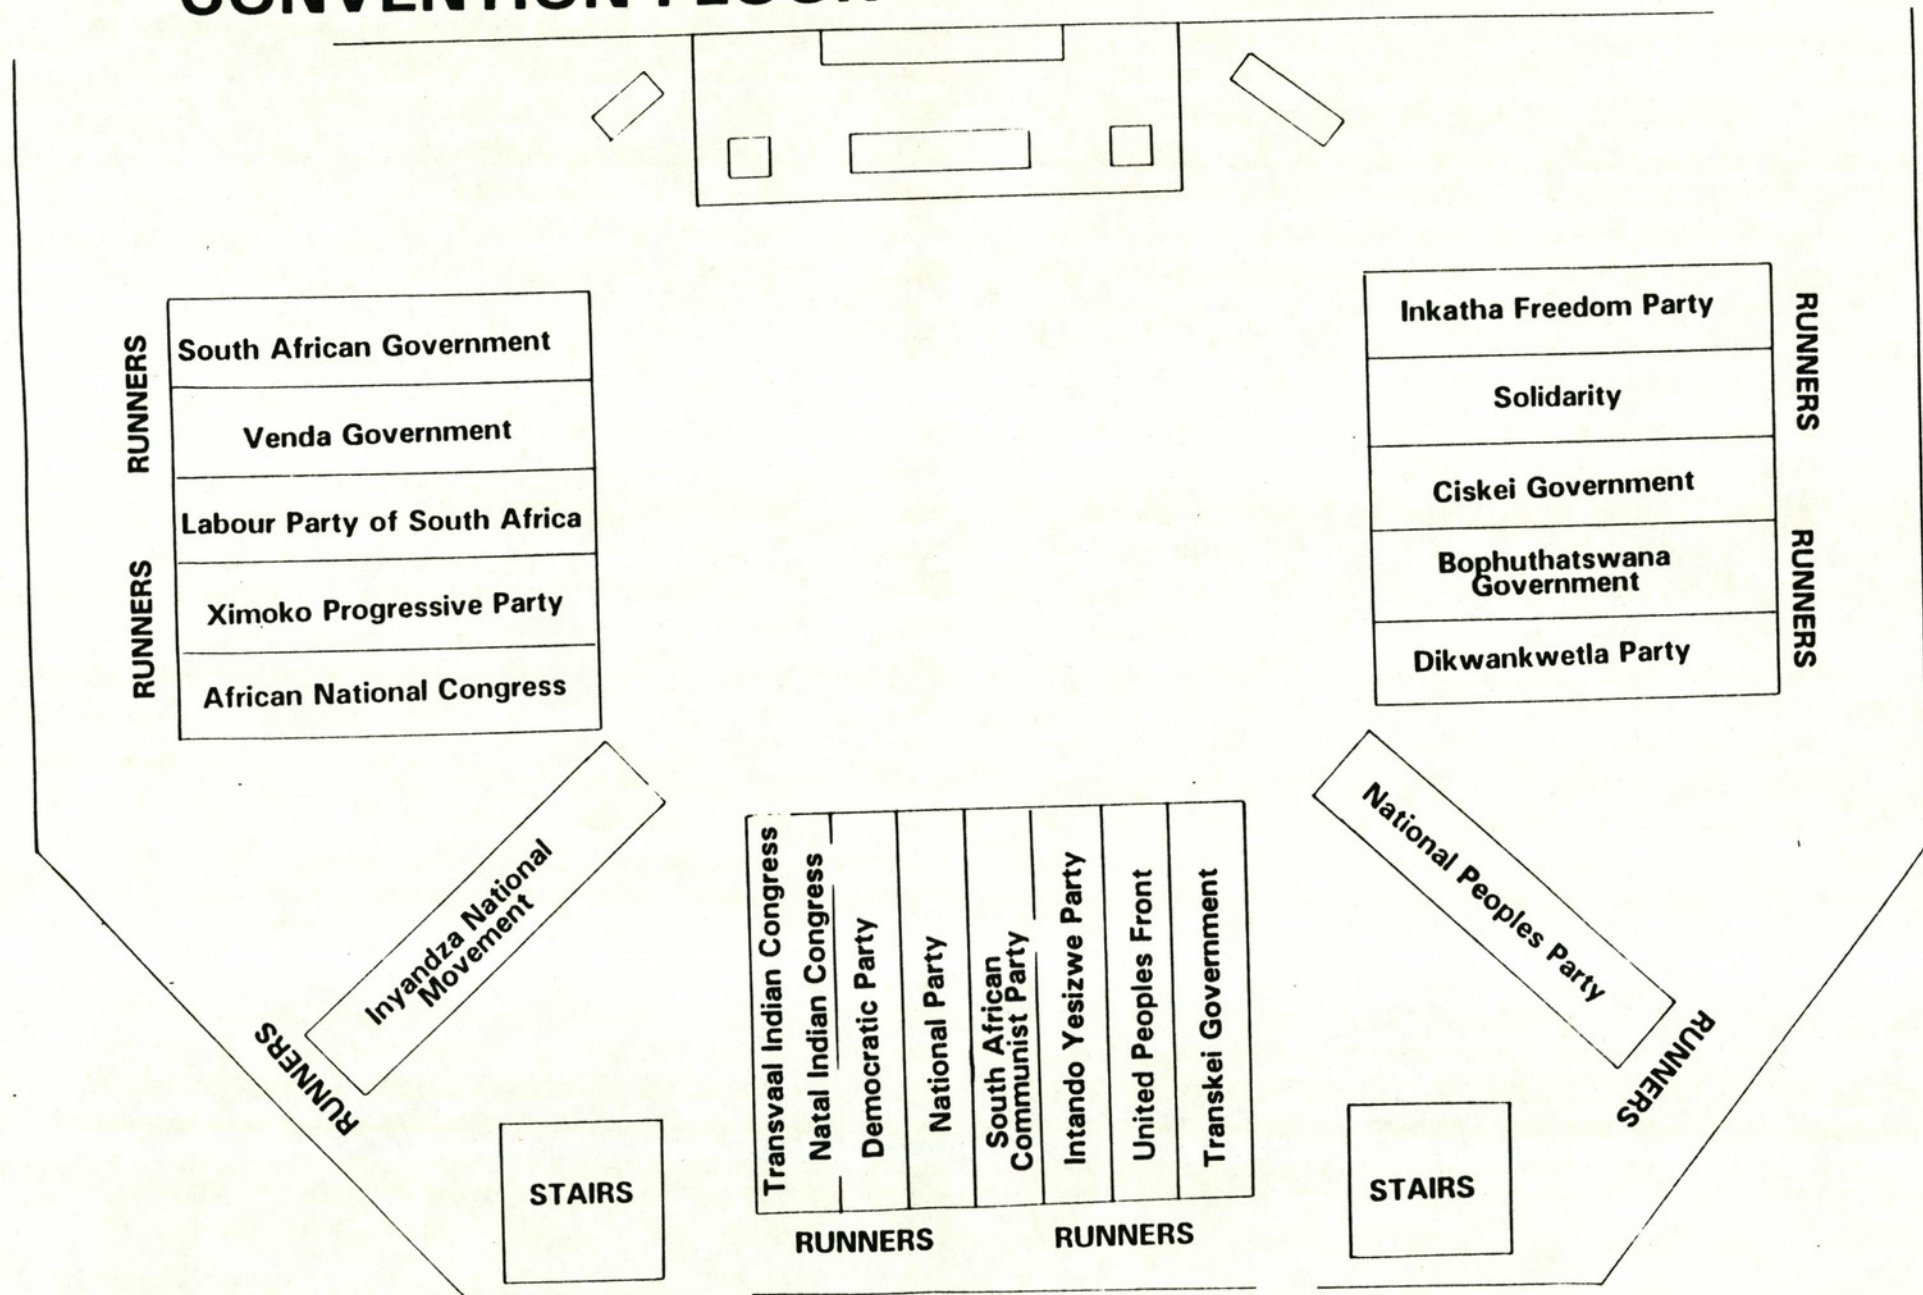 CONVENTION FLOOR
RUNNERS
South African Government
Venda Government
Labour Party of South Africa
RUNNERS
Ximoko Progressive Party
African National Congress
Inkatha Freedom Party
RUNNERS
Solidarity
Ciskei Government
Bophuthatswana
Government
RUNNERS
Dikwankwetla Party
Inyandza National
Movement
RUNNERS
Transvaal Indian Congress
Natal Indian Congress
Democratic Party
National Party
South African
Communist Party
Intando Yesizwe Party
United Peoples Front
Transkei Government
National Peoples Party
RUNNERS
STAIRS
RUNNERS
RUNNERS
STAIRS